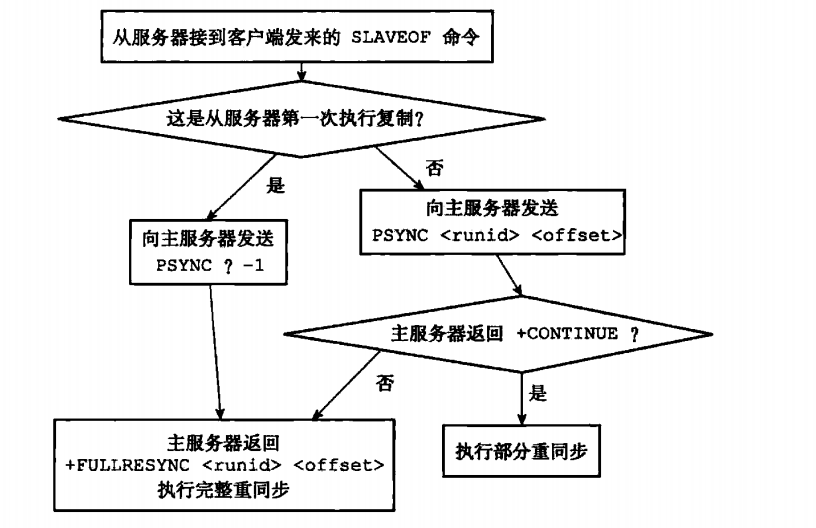 从服务器接到客户端发来的 SLAVEOF 命令
这是从服务器第一次执行复制?
是
否
向主服务器发送
PSYNC ? -1
向主服务器发送
PSYNC <runid> <offset>
主服务器返回 +CONTINUE ?
否
是
主服务器返回
+FULLRESYNC <runid> <offset>
执行完整重同步
执行部分重同步